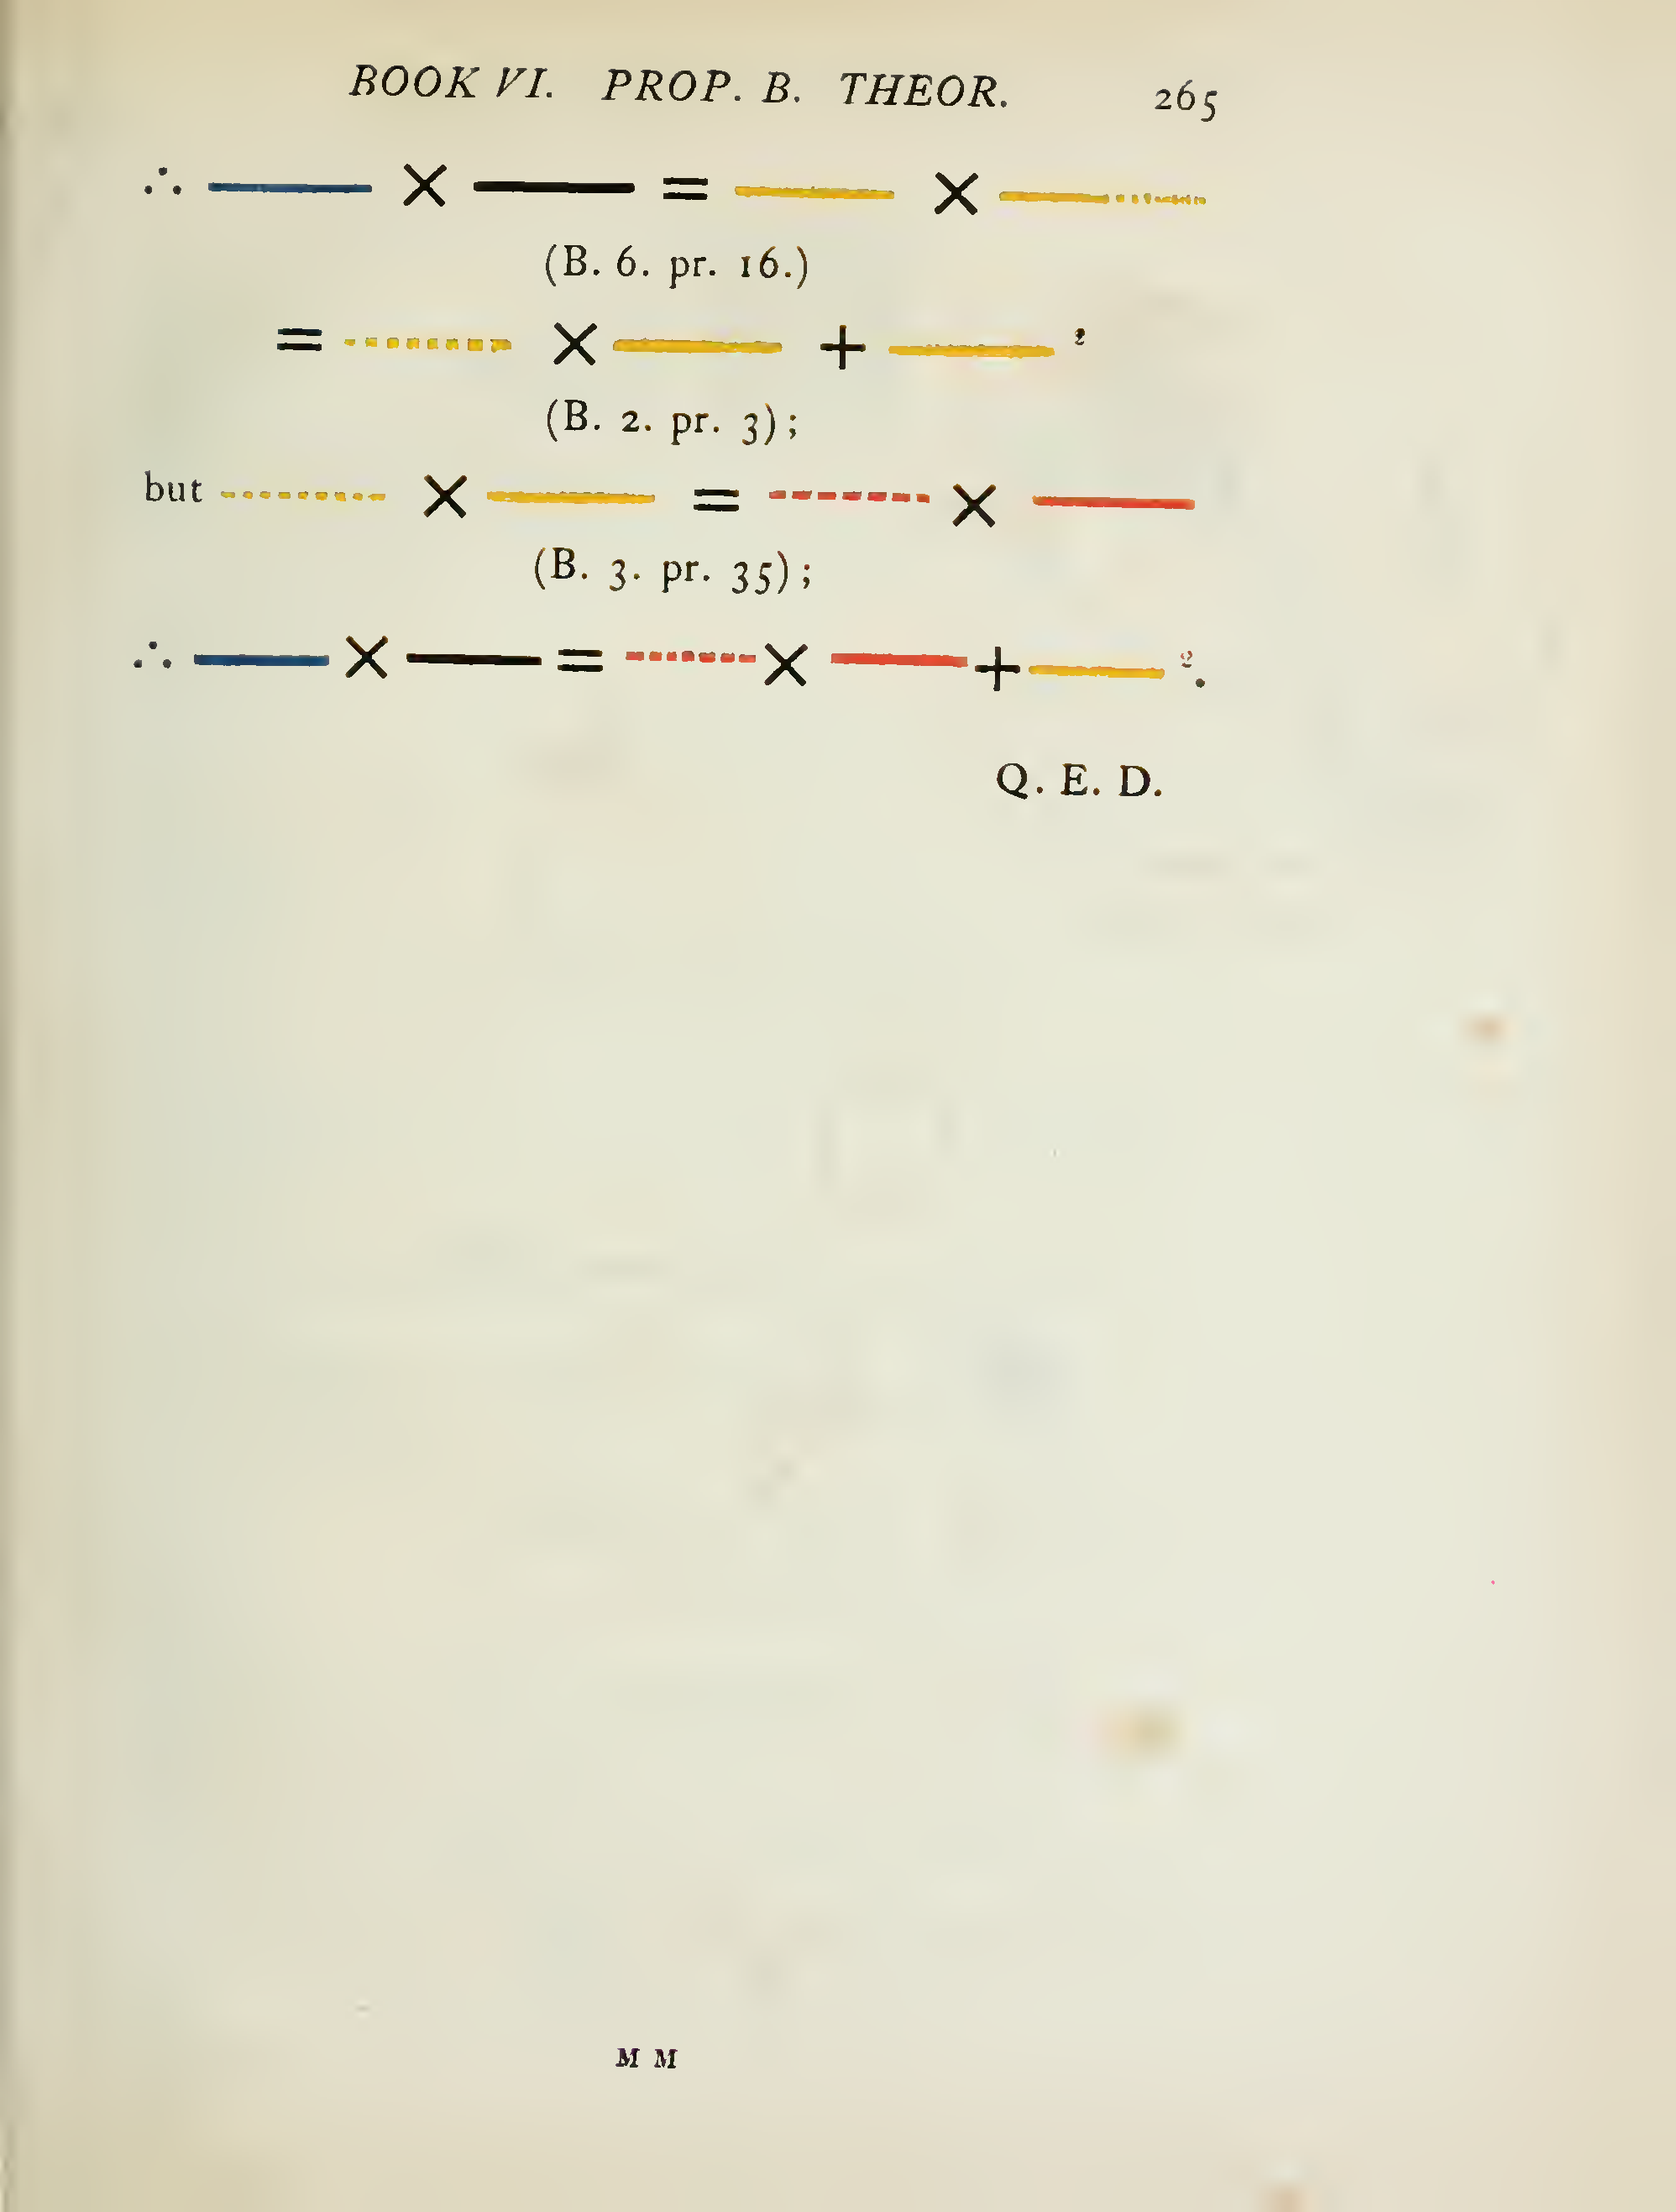 BOOK VI. PROP. B. THEOR. 265
∴ × = ×
(B. 6. pr. 16.)
= × + ²
(B. 2. pr. 3);
but × = ×
(B. 3. pr. 35);
∴ × = × + ².
Q. E. D.
M M